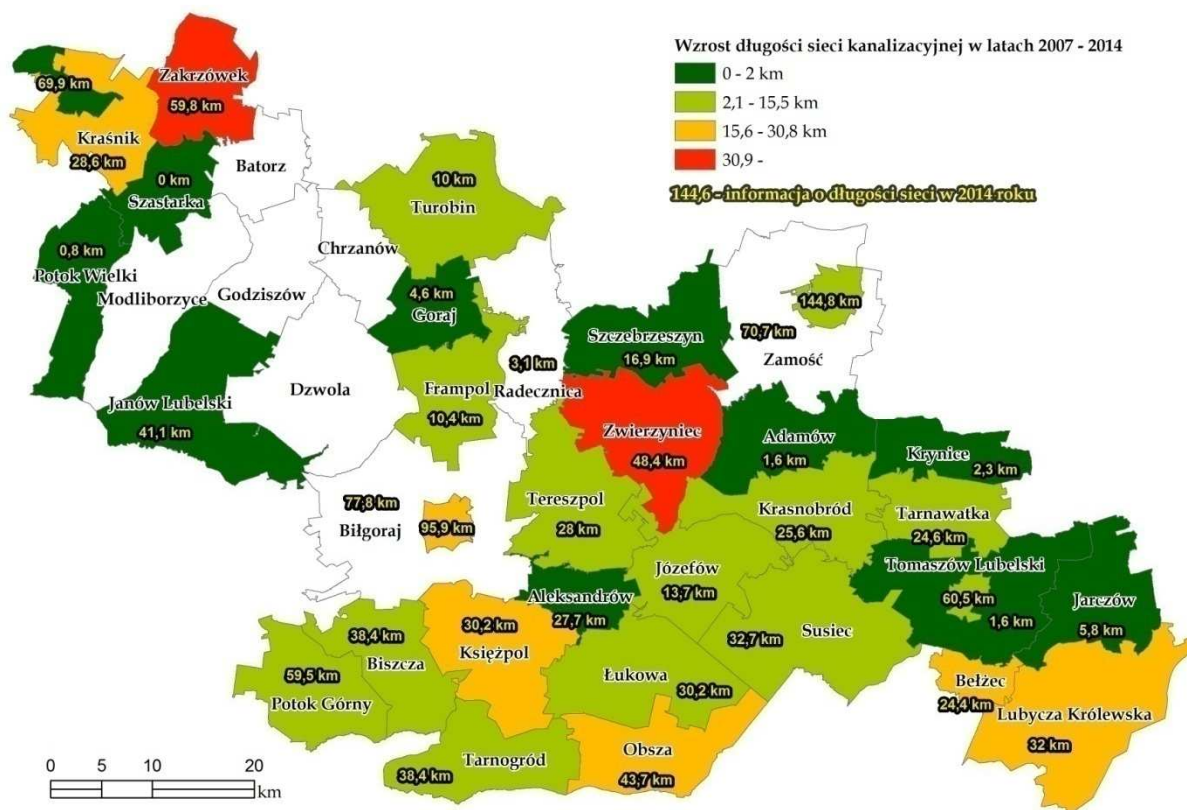 Wzrost długości sieci kanalizacyjnej w latach 2007 - 2014
0 - 2 km
2,1 - 15,5 km
15,6 - 30,8 km
30,9 -
144,6 - informacja o długości sieci w 2014 roku
69,9 km
Zakrzówek
59,8 km
Kraśnik
28,6 km
Batorz
0 km
Szastarka
10 km
Turobin
0,8 km
Potok Wielki
Chrzanów
Modliborzyce
Godziszów
4,6 km
Goraj
144,8 km
Szczebrzeszyn
16,9 km
70,7 km
Zamość
3,1 km
Radecznica
Dzwola
Frampol
10,4 km
Janów Lubelski
41,1 km
Zwierzyniec
48,4 km
Adamów
1,6 km
Krynice
2,3 km
77,8 km
Biłgoraj
95,9 km
Tereszpol
28 km
Krasnobród
25,6 km
Tarnawatka
24,6 km
Józefów
13,7 km
Tomaszów Lubelski
60,5 km
1,6 km
Jarczów
5,8 km
Aleksandrów
27,7 km
30,2 km
Księżpol
38,4 km
Biszcza
32,7 km
Susiec
59,5 km
Potok Górny
Łukowa
30,2 km
Bełżec
24,4 km
Lubycza Królewska
32 km
Obsza
43,7 km
Tarnogród
38,4 km
0 5 10 20
km